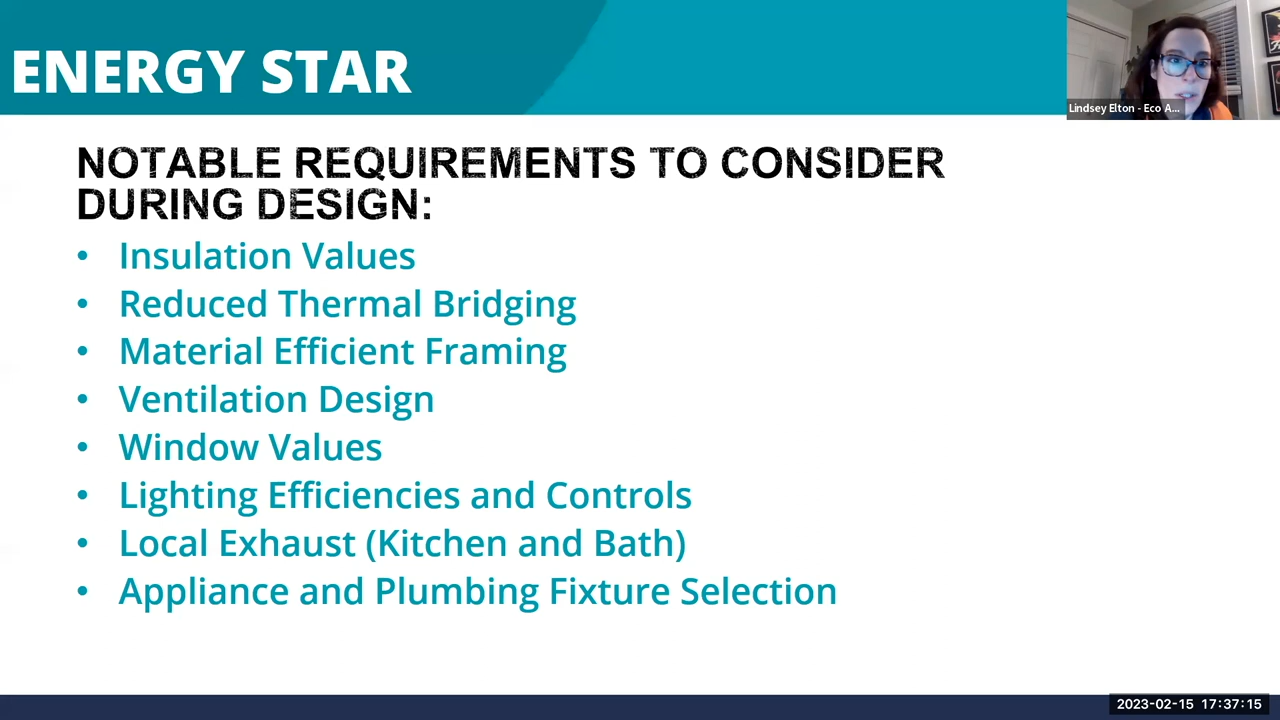 ENERGY STAR
Lindsey Elton - Eco A...
NOTABLE REQUIREMENTS TO CONSIDER
DURING DESIGN:
• Insulation Values
• Reduced Thermal Bridging
• Material Efficient Framing
• Ventilation Design
• Window Values
• Lighting Efficiencies and Controls
• Local Exhaust (Kitchen and Bath)
• Appliance and Plumbing Fixture Selection
2023-02-15 17:37:15